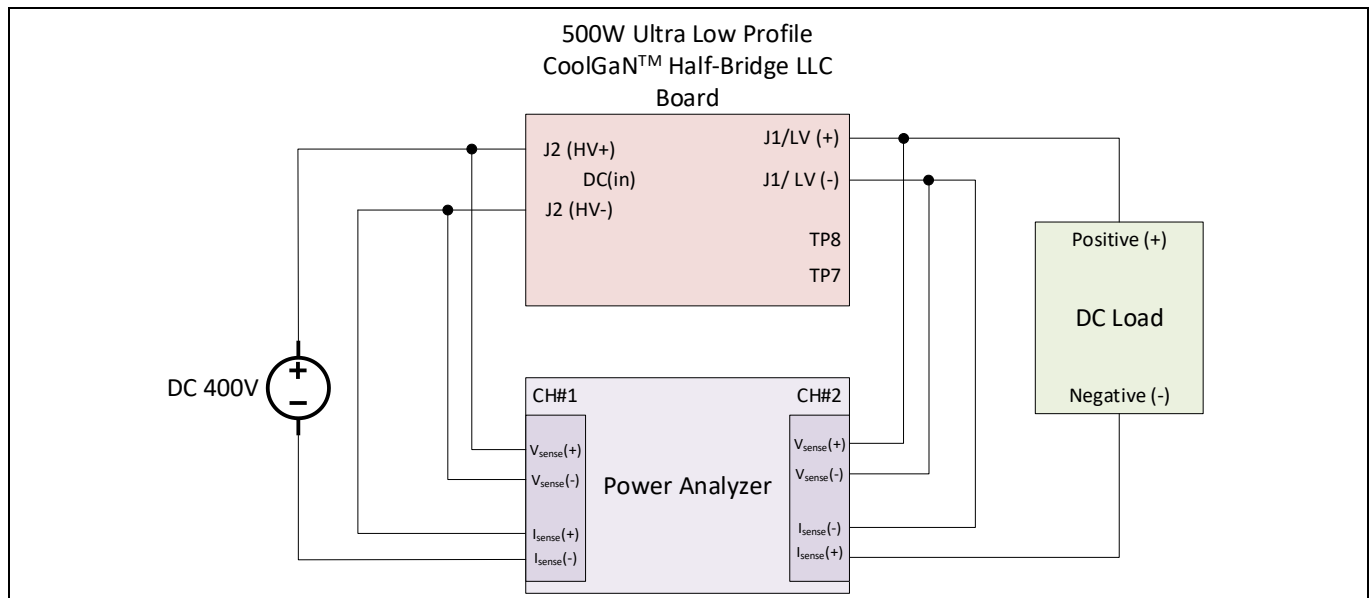 500W Ultra Low Profile
CoolGaN™ Half-Bridge LLC
Board
J2 (HV+)
DC(in)
J2 (HV-)
J1/LV (+)
J1/ LV (-)
TP8
TP7
DC 400V
Positive (+)
DC Load
Negative (-)
CH#1
CH#2
Vsense(+)
Vsense(-)
Isense(+)
Isense(-)
Power Analyzer
Vsense(+)
Vsense(-)
Isense(-)
Isense(+)